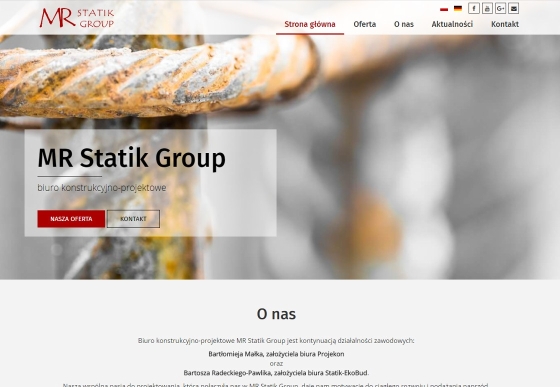 MR STATIK GROUP
Strona główna Oferta O nas Aktualności Kontakt
MR Statik Group
biuro konstrukcyjno-projektowe
NASZA OFERTA KONTAKT
O nas
Biuro konstrukcyjno-projektowe MR Statik Group jest kontynuacją działalności zawodowych:
Bartłomieja Małka, założyciela biura Projekon
oraz
Bartosza Radeckiego-Pawlika, założyciela biura Statik-EkoBud.
Nasza wspólna pasja do projektowania, która połączyła nas w MR Statik Group, daje nam motywację do ciągłego rozwoju i podążania naprzód